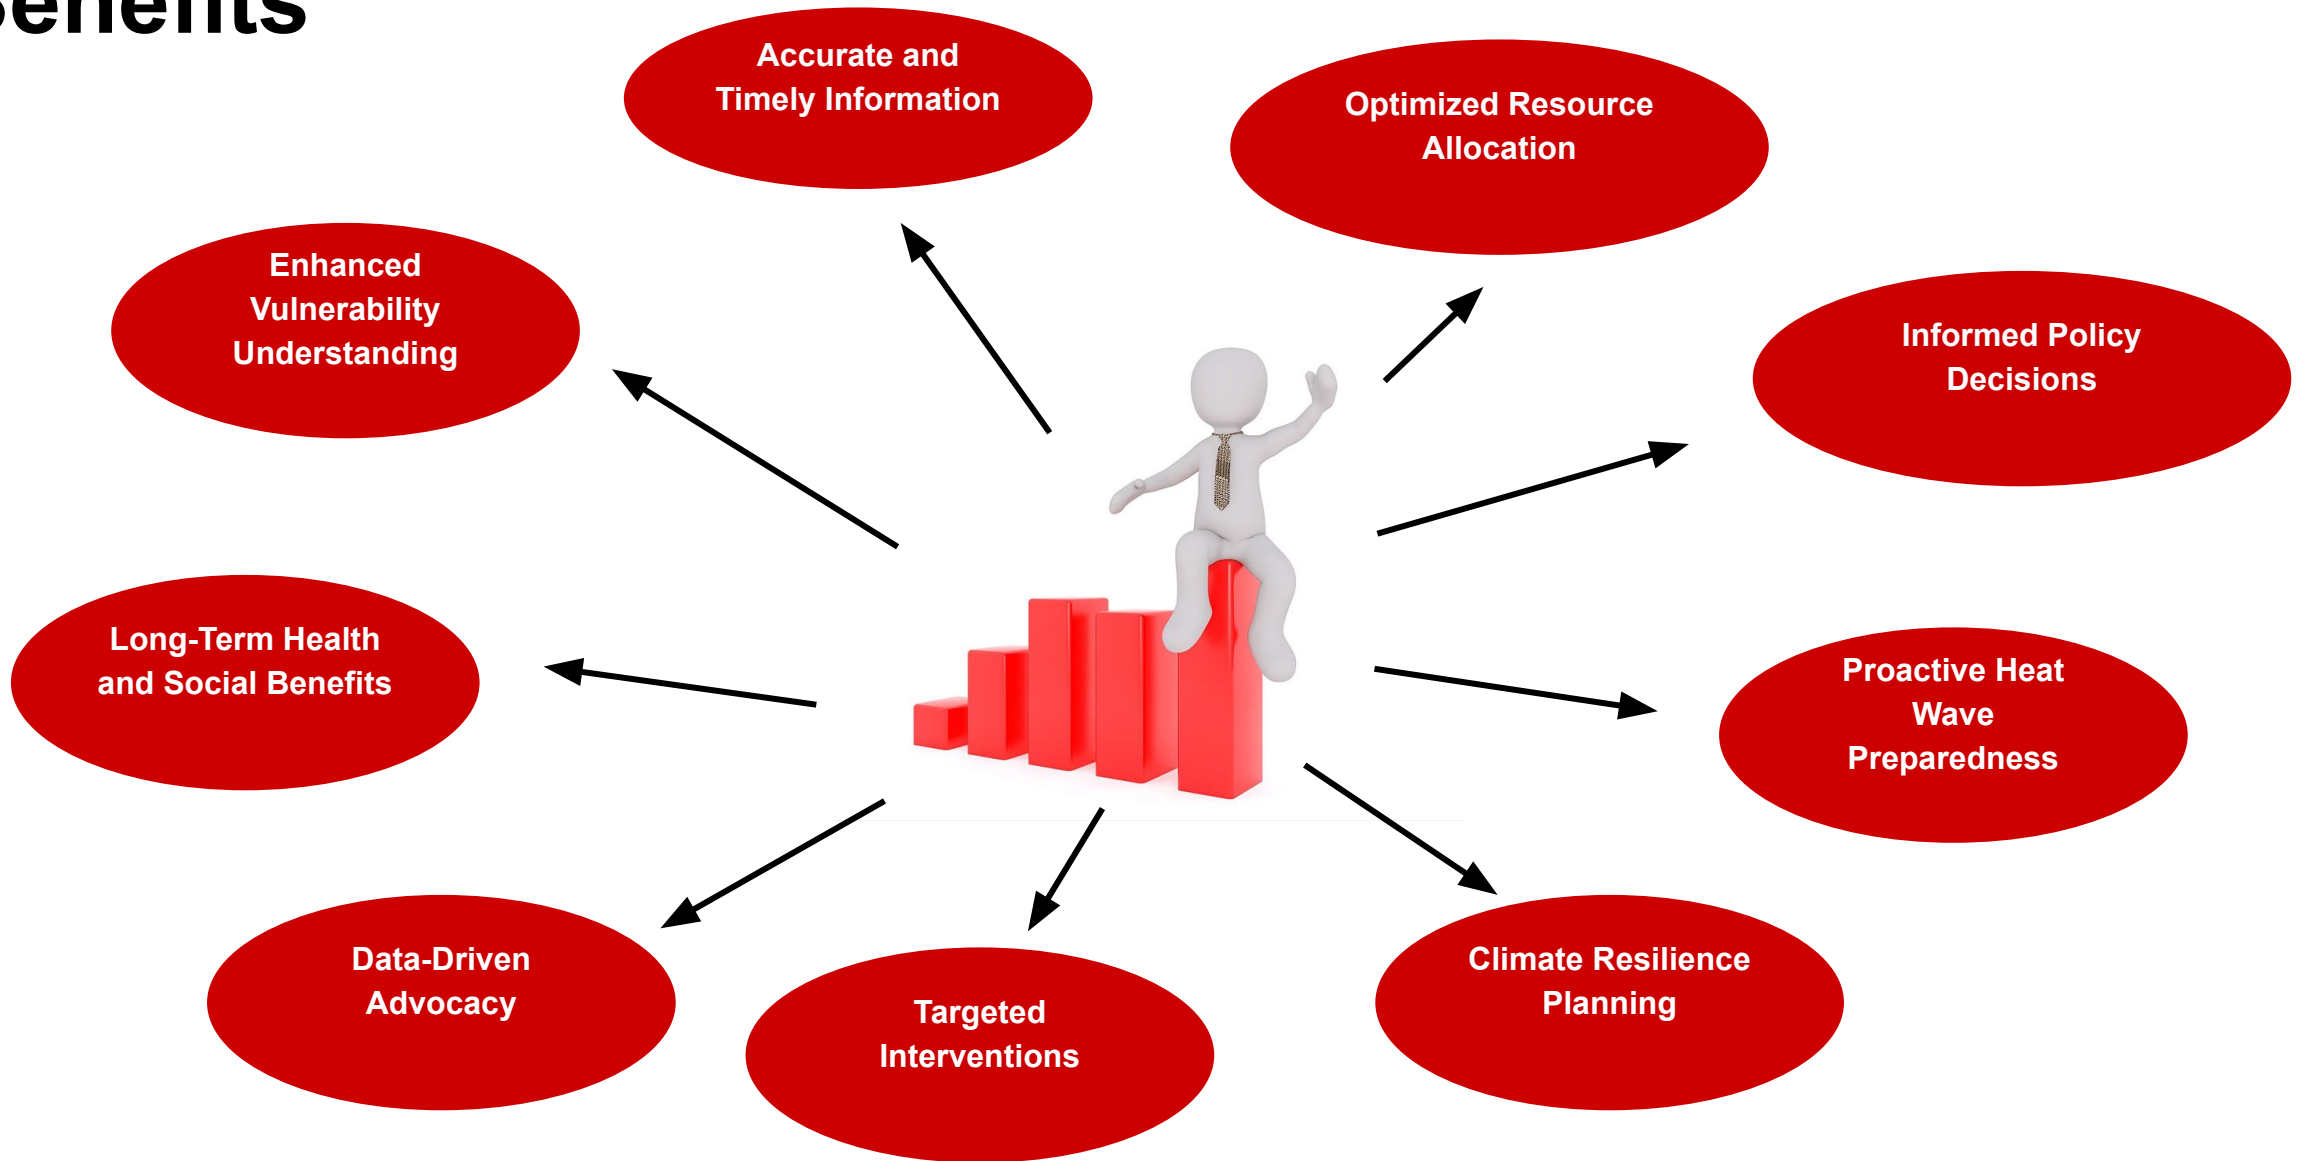 Benefits
Accurate and
Timely Information
Optimized Resource
Allocation
Enhanced
Vulnerability
Understanding
Informed Policy
Decisions
Long-Term Health
and Social Benefits
Proactive Heat
Wave
Preparedness
Data-Driven
Advocacy
Targeted
Interventions
Climate Resilience
Planning